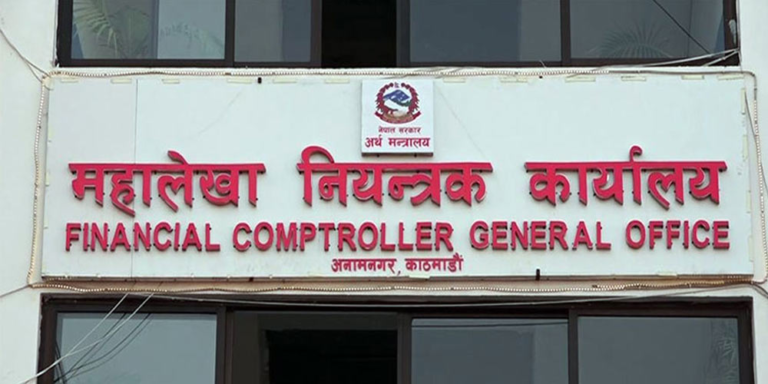 नेपाल सरकार
अर्थ मन्त्रालय
महालेखा नियन्त्रक कार्यालय
FINANCIAL COMPTROLLER GENERAL OFFICE
अनामनगर, काठमाडौं